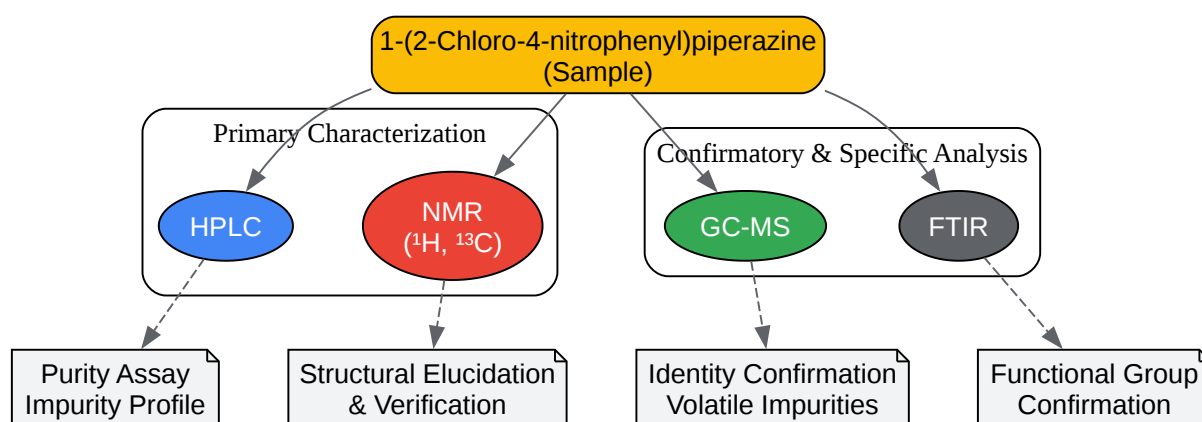 1-(2-Chloro-4-nitrophenyl)piperazine
(Sample)
Primary Characterization
Confirmatory & Specific Analysis
HPLC
NMR
(¹H, ¹³C)
GC-MS
FTIR
Purity Assay
Impurity Profile
Structural Elucidation
& Verification
Identity Confirmation
Volatile Impurities
Functional Group
Confirmation